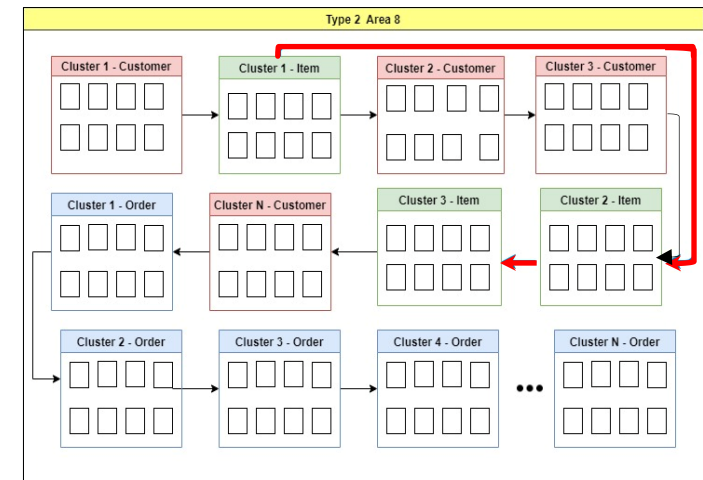 Type 2 Area 8
Cluster 1 - Customer
Cluster 1 - Item
Cluster 2 - Customer
Cluster 3 - Customer
Cluster 1 - Order
Cluster N - Customer
Cluster 3 - Item
Cluster 2 - Item
Cluster 2 - Order
Cluster 3 - Order
Cluster 4 - Order
Cluster N - Order